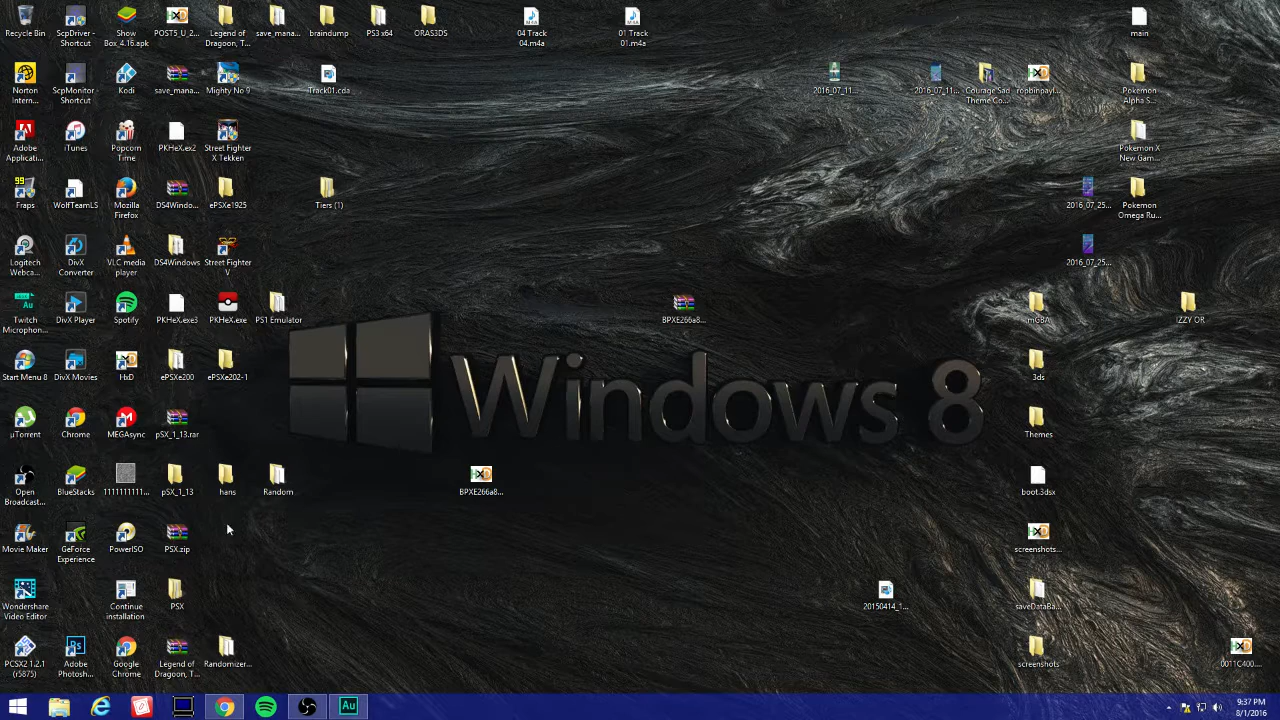 Recycle Bin
ScpDriver - Shortcut
Show Box_4.16.apk
POST5_U_2...
Legend of Dragoon, T...
save_mana...
braindump
PS3 x64
ORAS3DS
04 Track 04.m4a
01 Track 01.m4a
main
Norton Intern...
ScpMonitor - Shortcut
Kodi
save_mana...
Mighty No 9
Track01.cda
2016_07_11...
2016_07_11...
Courage Sad Theme Co...
ropbinpayl...
Pokemon Alpha S...
Adobe Applicati...
iTunes
Popcorn Time
PKHeX.ex2
Street Fighter X Tekken
Pokemon X New Gam...
99
Fraps
WolfTeamLS
Mozilla Firefox
DS4Windo...
ePSXe1925
Tiers (1)
2016_07_25...
Pokemon Omega Ru...
Logitech Webca...
DivX Converter
VLC media player
DS4Windows
Street Fighter V
2016_07_25...
Twitch Microphon...
DivX Player
Spotify
PKHeX.exe3
PKHeX.exe
PS1 Emulator
BPXE266a8...
mGBA
IZZY OR
Start Menu 8
DivX Movies
HxD
ePSXe200
ePSXe202-1
3ds
Windows 8
µTorrent
Chrome
MEGAsync
pSX_1_13.rar
Themes
Open Broadcast...
BlueStacks
1111111111...
pSX_1_13
hans
Random
BPXE266a8...
boot.3dsx
Movie Maker
GeForce Experience
PowerISO
PSX.zip
screenshots...
Wondershare Video Editor
Continue installation
PSX
20150414_1...
saveDataBa...
PCSX2 1.2.1 (r5875)
Adobe Photosh...
Google Chrome
Legend of Dragoon, T...
Randomizer...
screenshots
0011C400....
Au
9:37 PM
8/1/2016